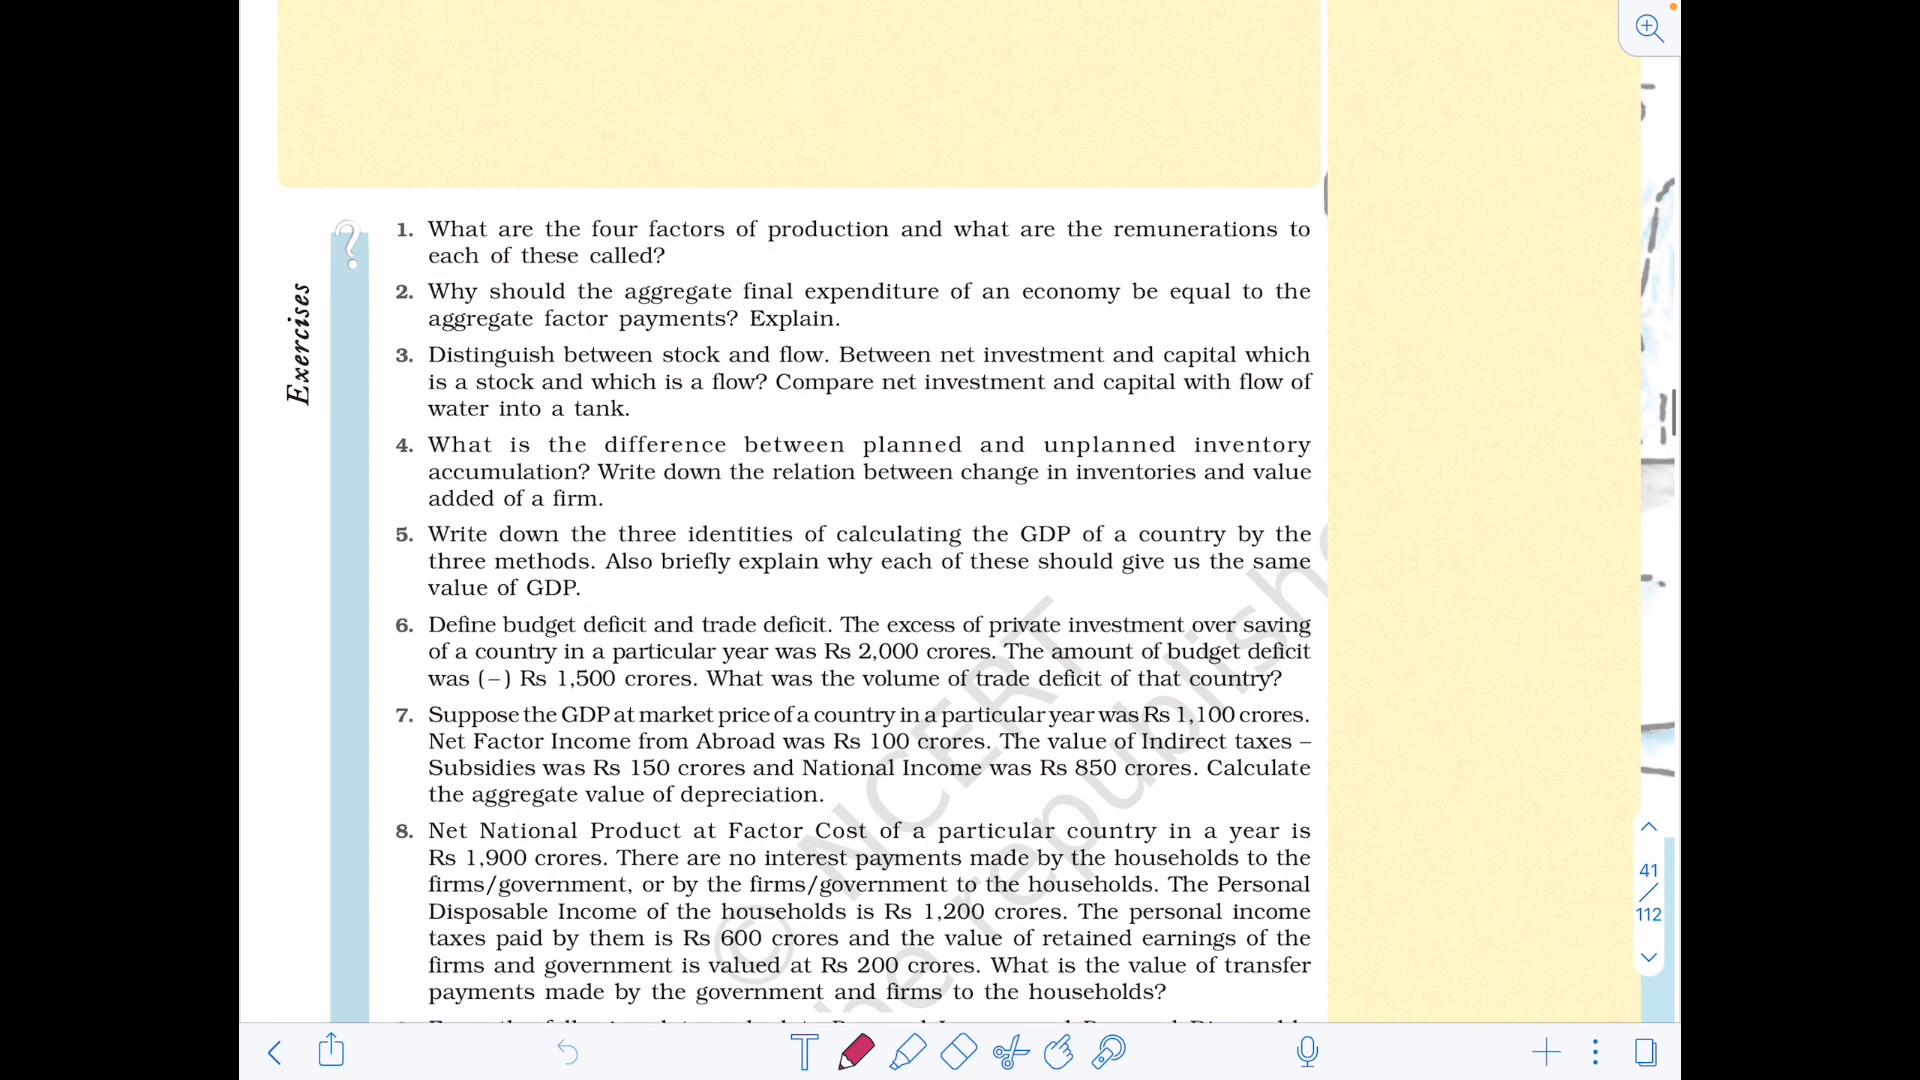 Exercises
?
1. What are the four factors of production and what are the remunerations to
each of these called?
2. Why should the aggregate final expenditure of an economy be equal to the
aggregate factor payments? Explain.
3. Distinguish between stock and flow. Between net investment and capital which
is a stock and which is a flow? Compare net investment and capital with flow of
water into a tank.
4. What is the difference between planned and unplanned inventory
accumulation? Write down the relation between change in inventories and value
added of a firm.
5. Write down the three identities of calculating the GDP of a country by the
three methods. Also briefly explain why each of these should give us the same
value of GDP.
6. Define budget deficit and trade deficit. The excess of private investment over saving
of a country in a particular year was Rs 2,000 crores. The amount of budget deficit
was (–) Rs 1,500 crores. What was the volume of trade deficit of that country?
7. Suppose the GDP at market price of a country in a particular year was Rs 1,100 crores.
Net Factor Income from Abroad was Rs 100 crores. The value of Indirect taxes –
Subsidies was Rs 150 crores and National Income was Rs 850 crores. Calculate
the aggregate value of depreciation.
8. Net National Product at Factor Cost of a particular country in a year is
Rs 1,900 crores. There are no interest payments made by the households to the
firms/government, or by the firms/government to the households. The Personal
Disposable Income of the households is Rs 1,200 crores. The personal income
taxes paid by them is Rs 600 crores and the value of retained earnings of the
firms and government is valued at Rs 200 crores. What is the value of transfer
payments made by the government and firms to the households?
© NCERT
be republish
41
112
T